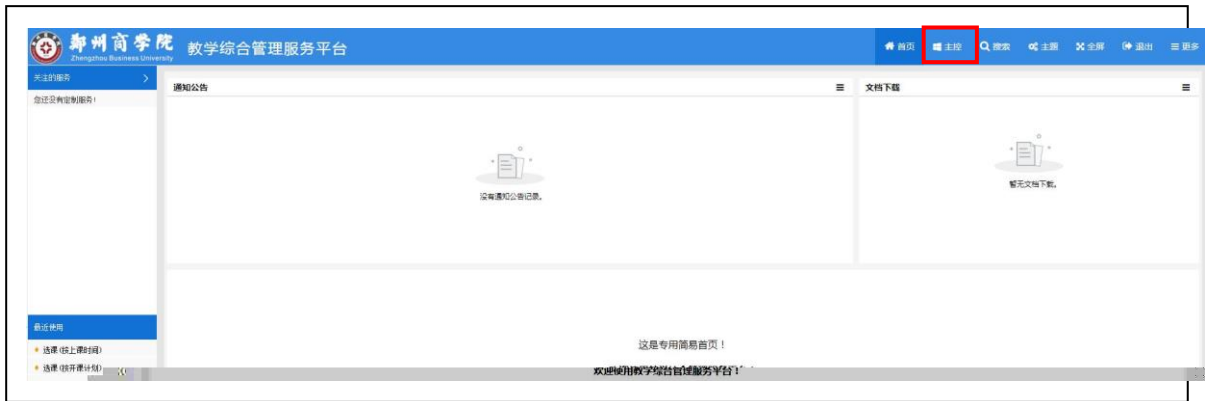 郑州商学院
Zhengzhou Business University
教学综合管理服务平台
首页 主控 搜索 主题 全屏 退出 更多
关注的服务
您还没有定制服务！
通知公告
没有通知公告记录。
文档下载
暂无文档下载。
最近使用
选课(按上课时间)
选课(按开课计划)
这是专用简易首页！
欢迎使用教学综合管理服务平台！